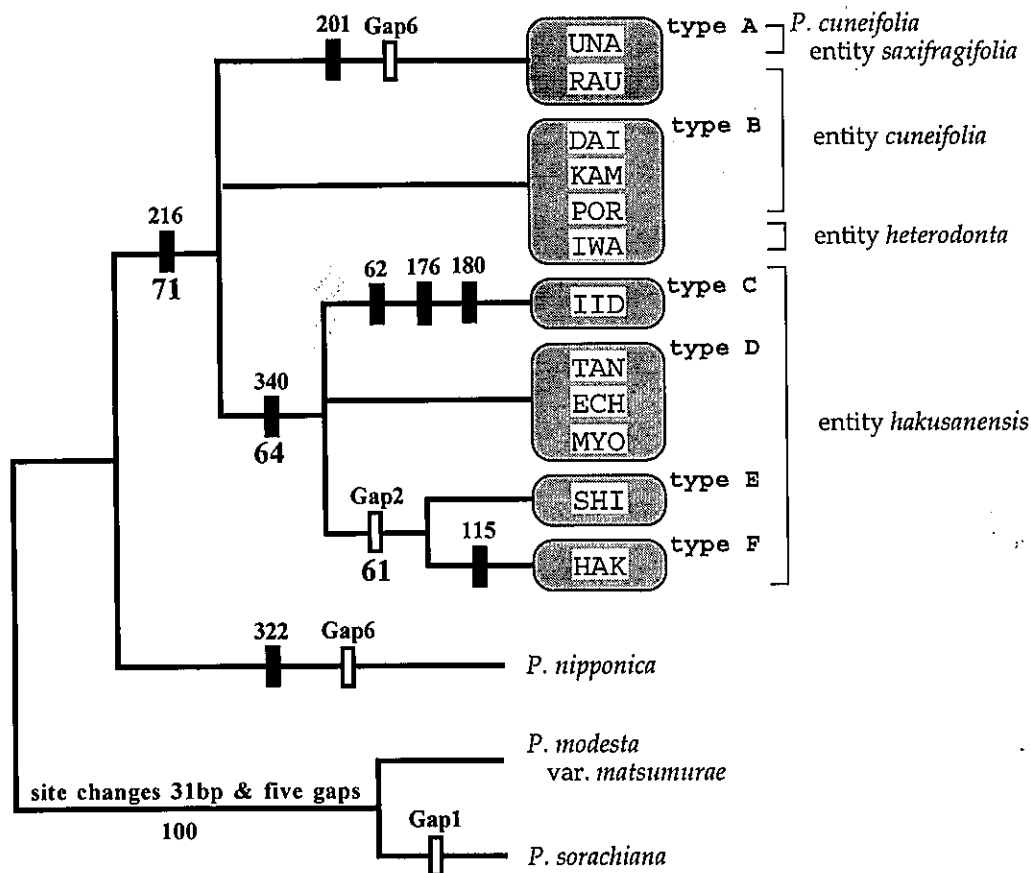 201 Gap6 type A P. cuneifolia
UNA entity saxifragifolia
RAU
type B
DAI entity cuneifolia
KAM
POR
216 IWA entity heterodonta
71
62 176 180 type C
IID
type D
TAN
340 ECH entity hakusanensis
64 MYO
type E
Gap2 SHI
61 115 type F
HAK
322 Gap6
P. nipponica
P. modesta
var. matsumurae
site changes 31bp & five gaps
100 Gap1
P. sorachiana